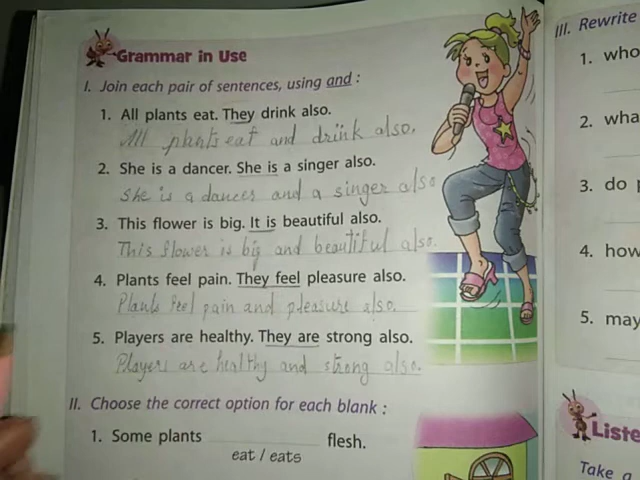 Grammar in Use
I. Join each pair of sentences, using and :
1. All plants eat. They drink also.
All plants eat and drink also.
2. She is a dancer. She is a singer also.
She is a dancer and a singer also
3. This flower is big. It is beautiful also.
This flower is big and beautiful also.
4. Plants feel pain. They feel pleasure also.
Plants feel pain and pleasure also.
5. Players are healthy. They are strong also.
Players are healthy and strong also.
II. Choose the correct option for each blank :
1. Some plants flesh.
eat / eats
III. Rewrite
1. who
2. wha
3. do p
4. how
5. may
Liste
Take a